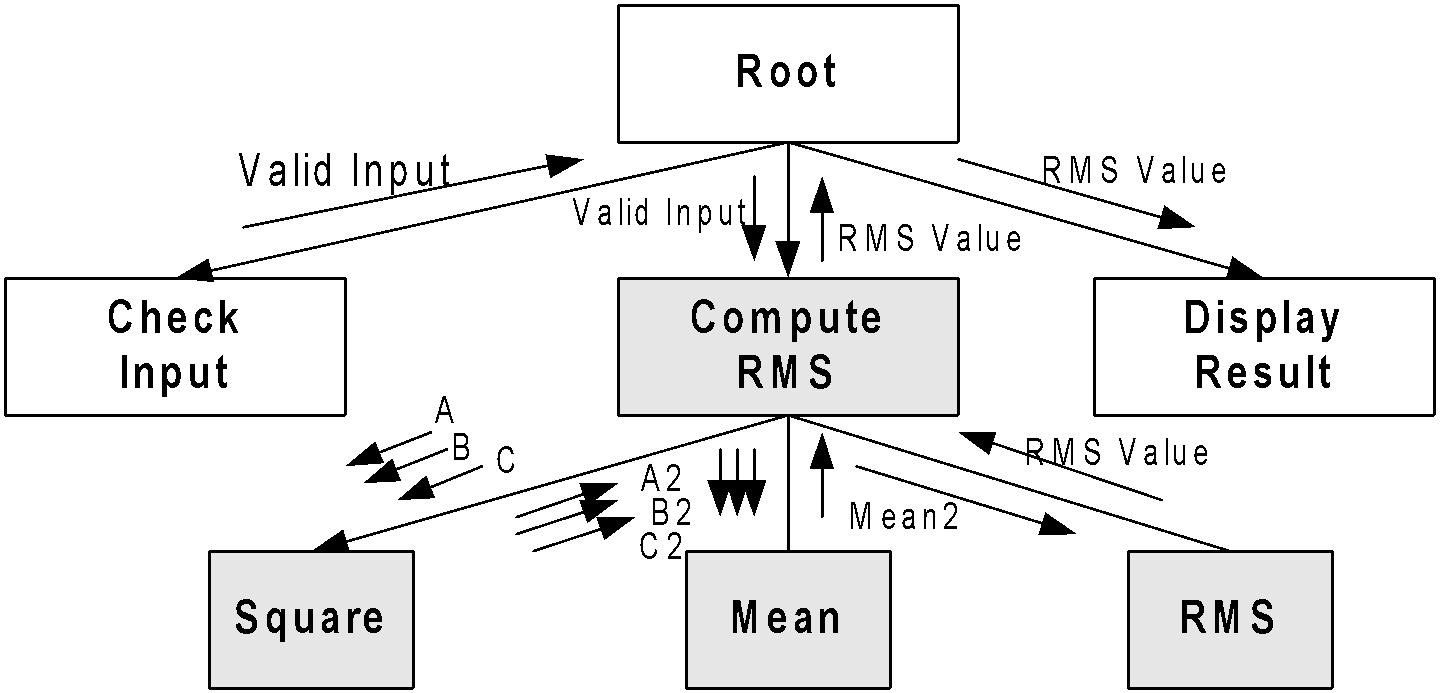 Root
Valid Input
RMS Value
Valid Input
RMS Value
Check
Input
Compute
RMS
Display
Result
A
B
C
A2
B2
C2
Mean2
RMS Value
Square
Mean
RMS